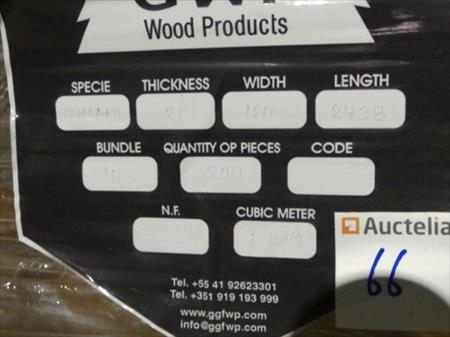 Wood Products
SPECIE THICKNESS WIDTH LENGTH
21 120 2438
BUNDLE QUANTITY OP PIECES CODE
10 200
N.F. CUBIC METER
Auctelia
66
Tel. +55 41 92623301
Tel. +351 919 193 999
www.ggfwp.com
info@ggfwp.com